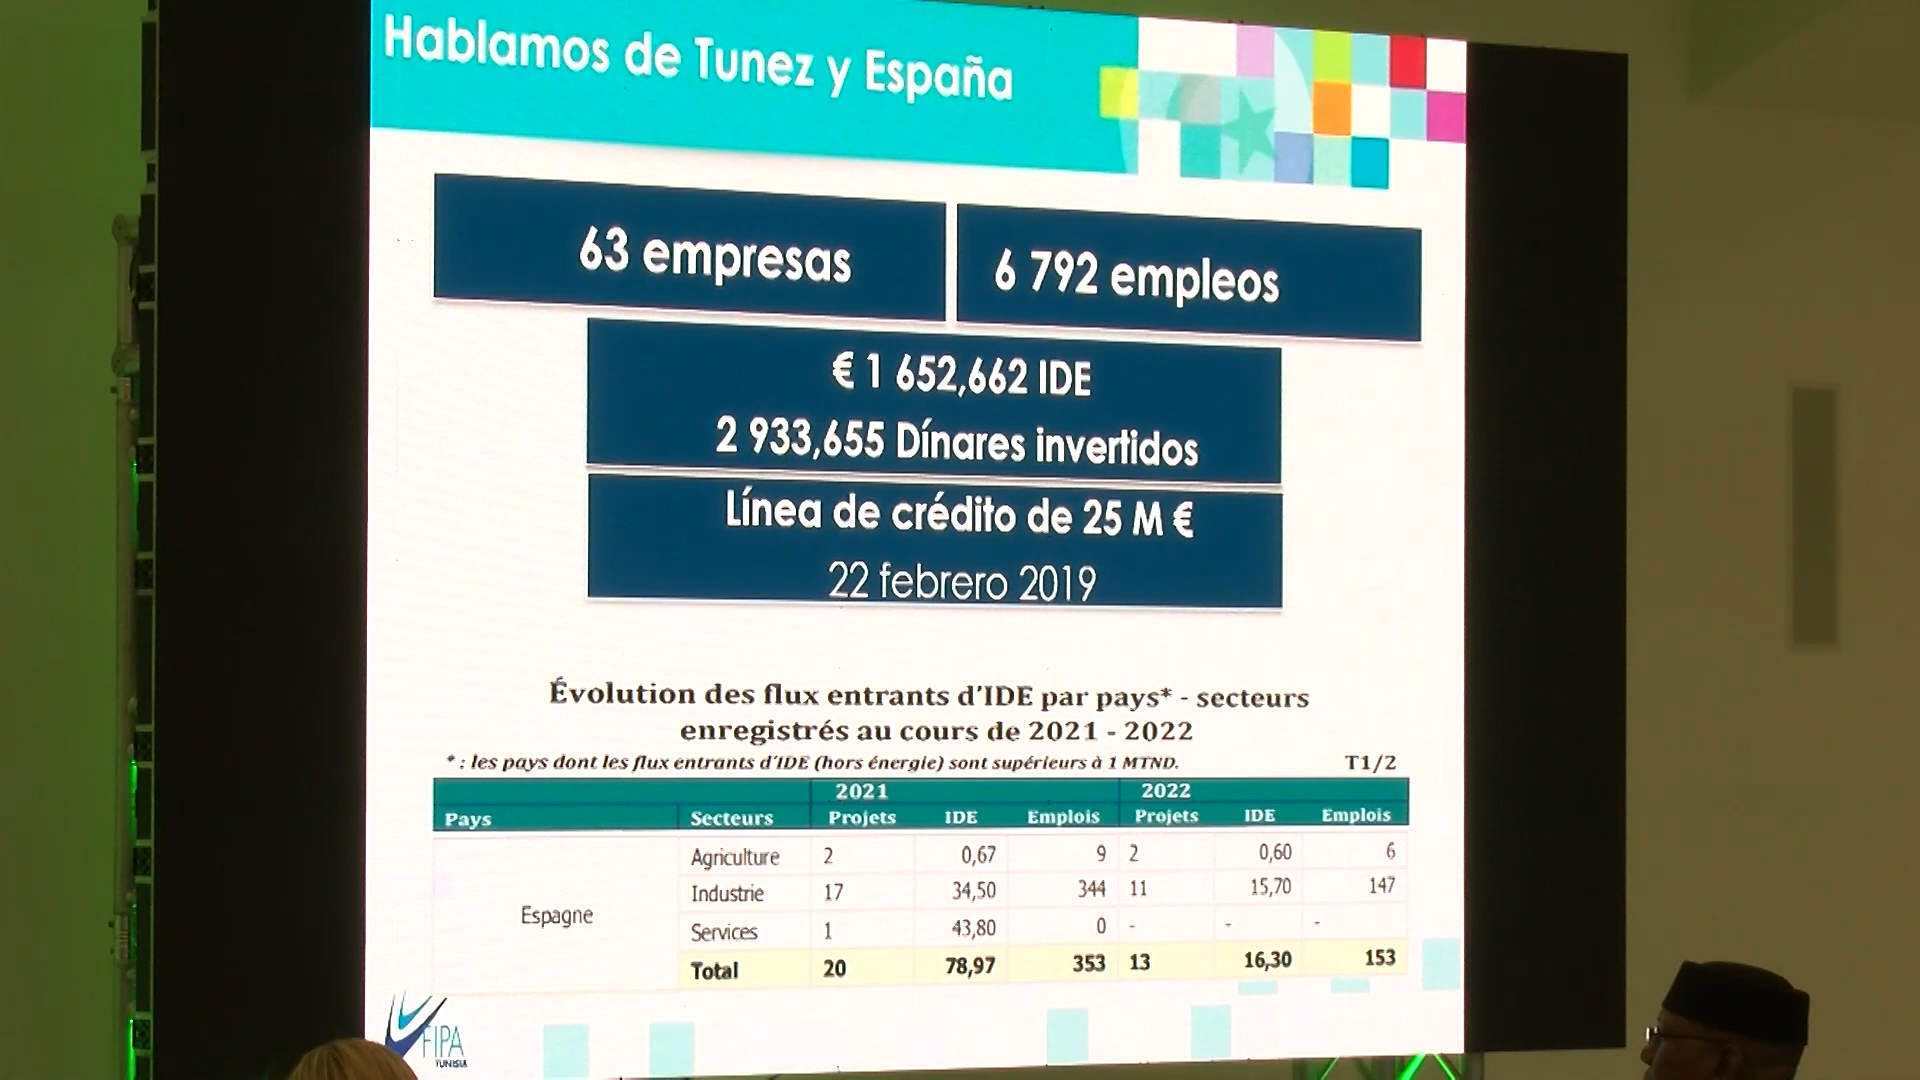 Hablamos de Tunez y España
63 empresas
6 792 empleos
€ 1 652,662 IDE
2 933,655 Dínares invertidos
Línea de crédito de 25 M €
22 febrero 2019
Évolution des flux entrants d'IDE par pays* - secteurs
enregistrés au cours de 2021 - 2022
* : les pays dont les flux entrants d'IDE (hors énergie) sont supérieurs à 1 MTND.
T1/2
2021 2022
Pays Secteurs Projets IDE Emplois Projets IDE Emplois
Agriculture 2 0,67 9 2 0,60 6
Industrie 17 34,50 344 11 15,70 147
Espagne
Services 1 43,80 0 - - -
Total 20 78,97 353 13 16,30 153
FIPA
TUNISIA